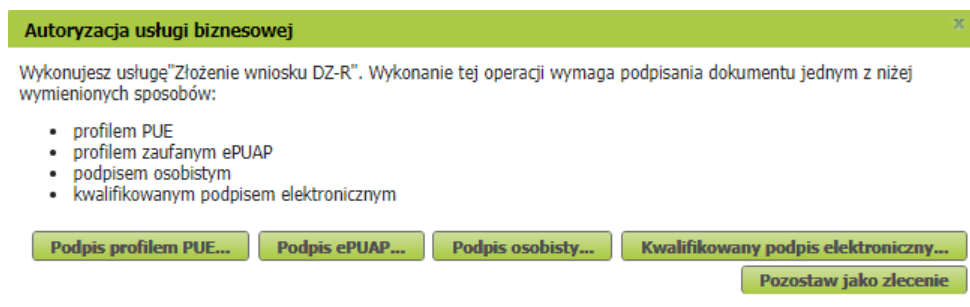 Autoryzacja usługi biznesowej
x
Wykonujesz usługę"Złożenie wniosku DZ-R". Wykonanie tej operacji wymaga podpisania dokumentu jednym z niżej
wymienionych sposobów:
• profilem PUE
• profilem zaufanym ePUAP
• podpisem osobistym
• kwalifikowanym podpisem elektronicznym
Podpis profilem PUE... Podpis ePUAP... Podpis osobisty... Kwalifikowany podpis elektroniczny...
Pozostaw jako zlecenie